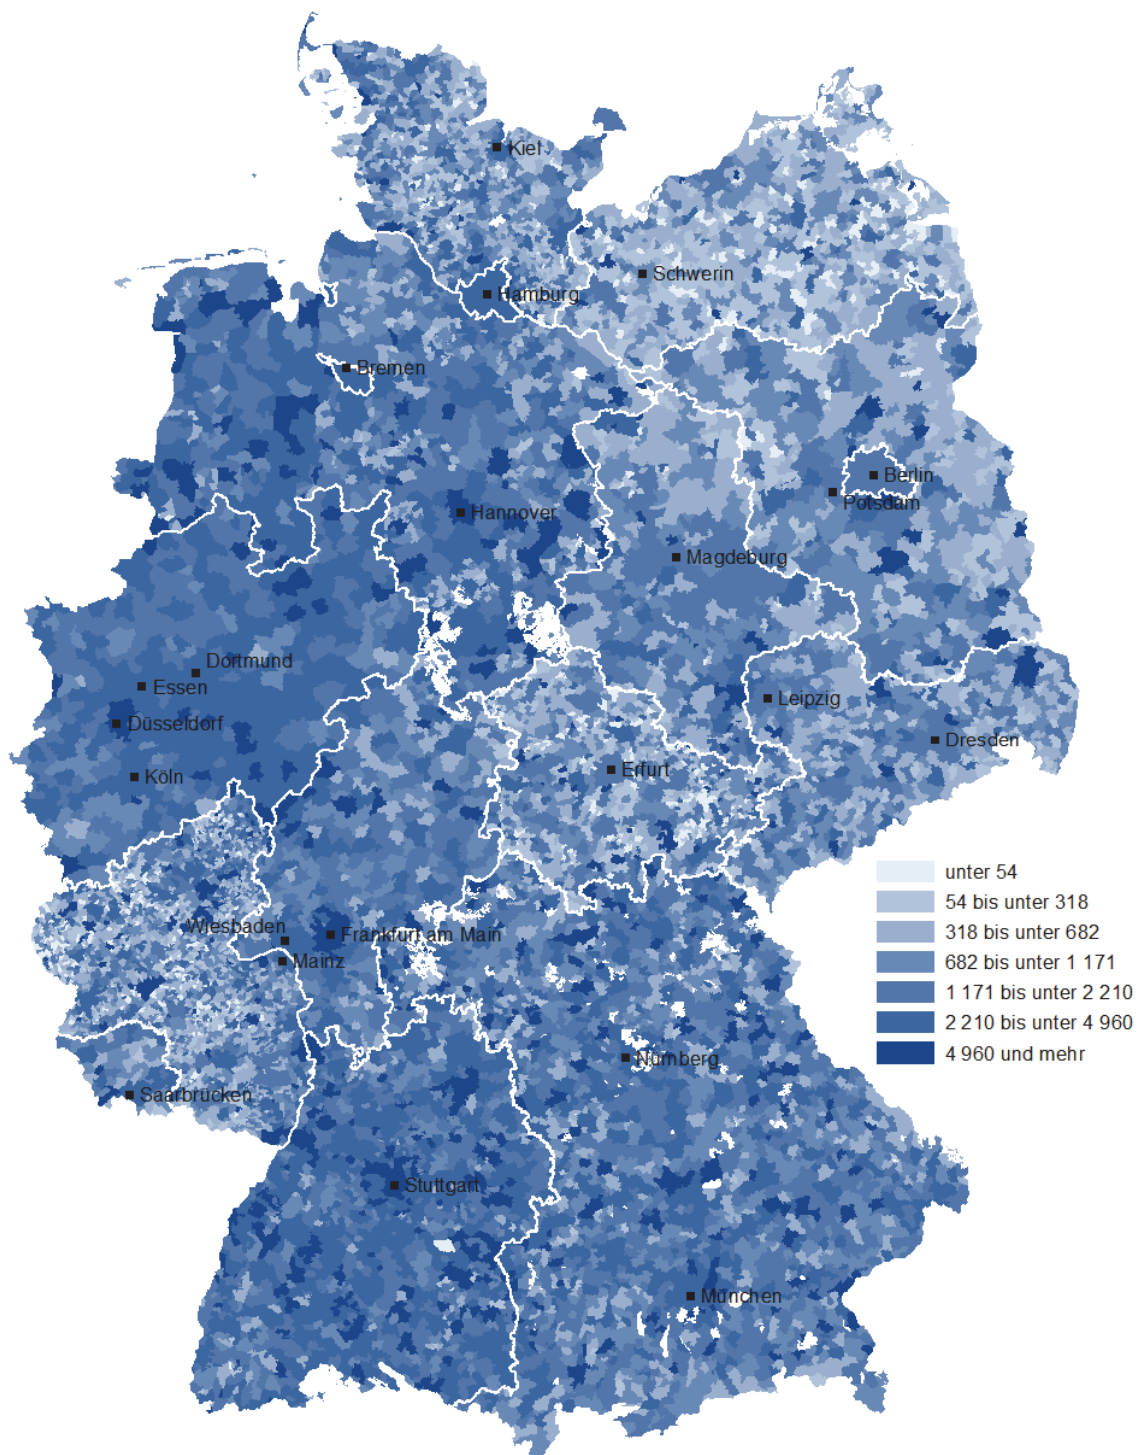 Kiel
Schwerin
Hamburg
Bremen
Berlin
Potsdam
Hannover
Magdeburg
Dortmund
Essen
Leipzig
Düsseldorf
Dresden
Köln
Erfurt
unter 54
54 bis unter 318
318 bis unter 682
682 bis unter 1 171
1 171 bis unter 2 210
2 210 bis unter 4 960
4 960 und mehr
Wiesbaden
Frankfurt am Main
Mainz
Nürnberg
Saarbrücken
Stuttgart
München